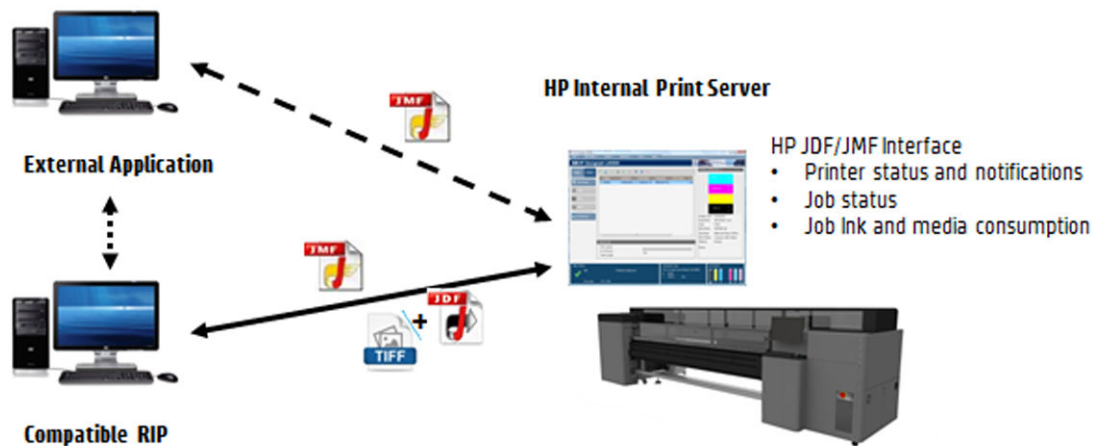 JMF
HP Internal Print Server
External Application
HP JDF/JMF Interface
• Printer status and notifications
• Job status
• Job Ink and media consumption
JMF
JDF
+
TIFF
Compatible RIP